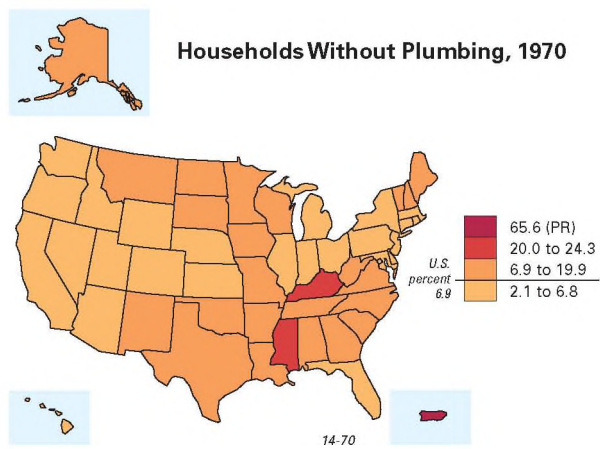 Households Without Plumbing, 1970
65.6 (PR)
20.0 to 24.3
U.S.
percent
6.9
6.9 to 19.9
2.1 to 6.8
14-70